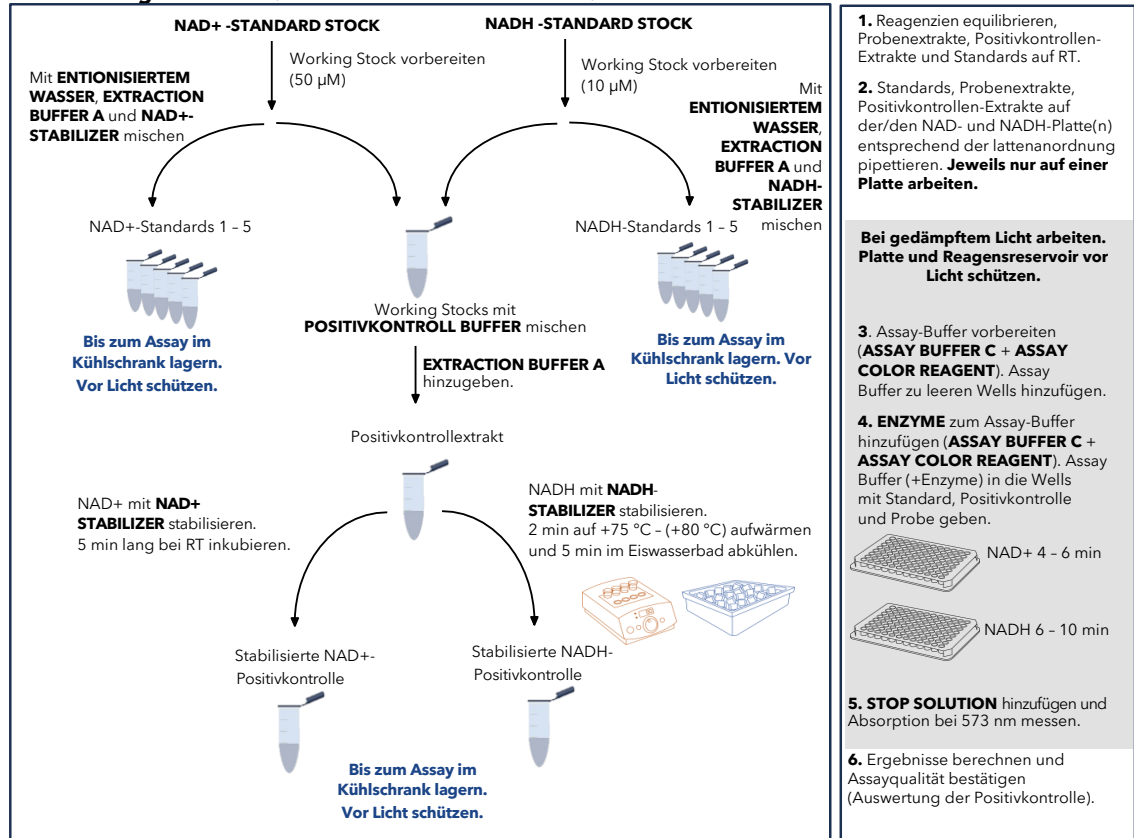 NAD+ -STANDARD STOCK
NADH -STANDARD STOCK
Working Stock vorbereiten
(50 µM)
Working Stock vorbereiten
(10 µM)
Mit ENTIONISIERTEM
WASSER, EXTRACTION
BUFFER A und NAD+-
STABILIZER mischen
Mit
ENTIONISIERTEM
WASSER,
EXTRACTION
BUFFER A und
NADH-
STABILIZER
mischen
NAD+-Standards 1 – 5
NADH-Standards 1 – 5
Bis zum Assay im
Kühlschrank lagern.
Vor Licht schützen.
Working Stocks mit
POSITIVKONTROLL BUFFER mischen
Bis zum Assay im
Kühlschrank lagern. Vor
Licht schützen.
EXTRACTION BUFFER A
hinzugeben.
Positivkontrollextrakt
NAD+ mit NAD+
STABILIZER stabilisieren.
5 min lang bei RT inkubieren.
NADH mit NADH-
STABILIZER stabilisieren.
2 min auf +75 °C – (+80 °C) aufwärmen
und 5 min im Eiswasserbad abkühlen.
Stabilisierte NAD+-
Positivkontrolle
Stabilisierte NADH-
Positivkontrolle
Bis zum Assay im
Kühlschrank lagern.
Vor Licht schützen.
1. Reagenzien equilibrieren,
Probenextrakte, Positivkontrollen-
Extrakte und Standards auf RT.
2. Standards, Probenextrakte,
Positivkontrollen-Extrakte auf
der/den NAD- und NADH-Platte(n)
entsprechend der lattenanordnung
pipettieren. Jeweils nur auf einer
Platte arbeiten.
Bei gedämpftem Licht arbeiten.
Platte und Reagensreservoir vor
Licht schützen.
3. Assay-Buffer vorbereiten
(ASSAY BUFFER C + ASSAY
COLOR REAGENT). Assay
Buffer zu leeren Wells hinzufügen.
4. ENZYME zum Assay-Buffer
hinzufügen (ASSAY BUFFER C +
ASSAY COLOR REAGENT). Assay
Buffer (+Enzyme) in die Wells
mit Standard, Positivkontrolle
und Probe geben.
NAD+ 4 – 6 min
NADH 6 – 10 min
5. STOP SOLUTION hinzufügen und
Absorption bei 573 nm messen.
6. Ergebnisse berechnen und
Assayqualität bestätigen
(Auswertung der Positivkontrolle).